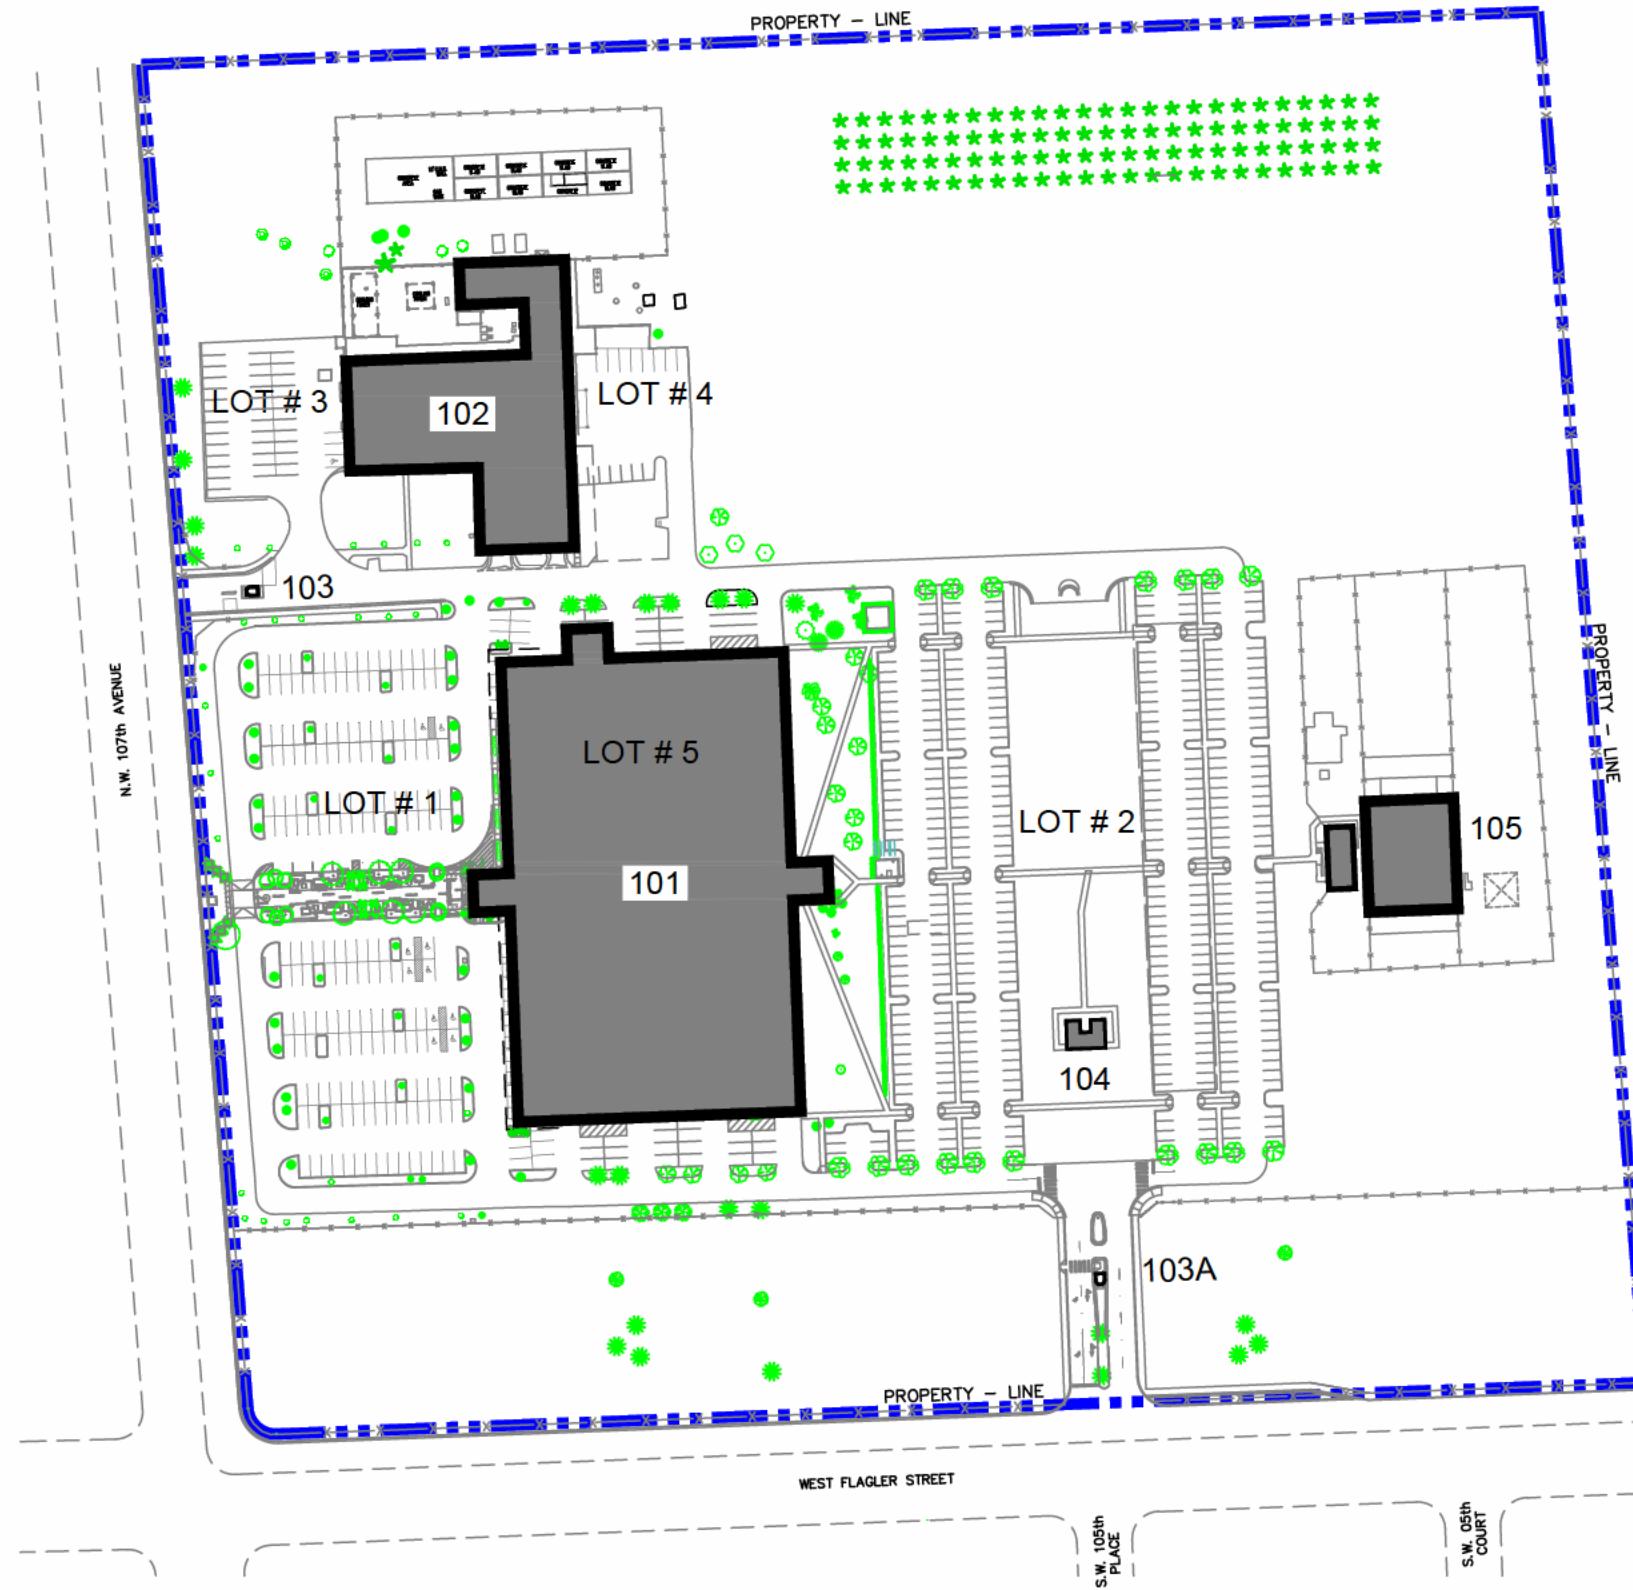 PROPERTY - LINE
LOT # 3
102
LOT # 4
103
N.W. 107th AVENUE
LOT # 5
LOT # 1
LOT # 2
101
105
PROPERTY - LINE
104
103A
PROPERTY - LINE
WEST FLAGLER STREET
S.W. 105th
PLACE
S.W. 05th
COURT